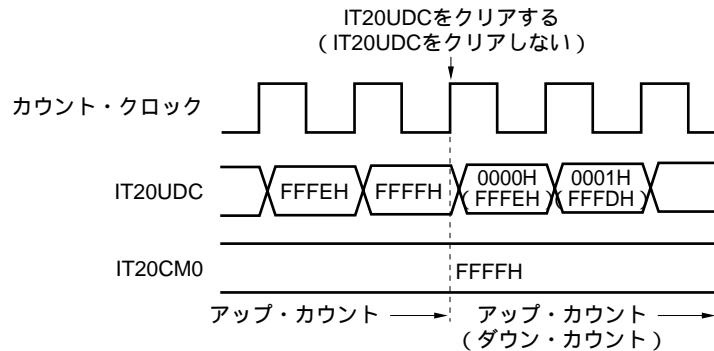 IT20UDCをクリアする
（IT20UDCをクリアしない）
カウント・クロック
IT20UDC FFFEH FFFFH 0000H 0001H
（FFFEH）（FFFDH）
IT20CM0 FFFFH
アップ・カウント アップ・カウント
（ダウン・カウント）